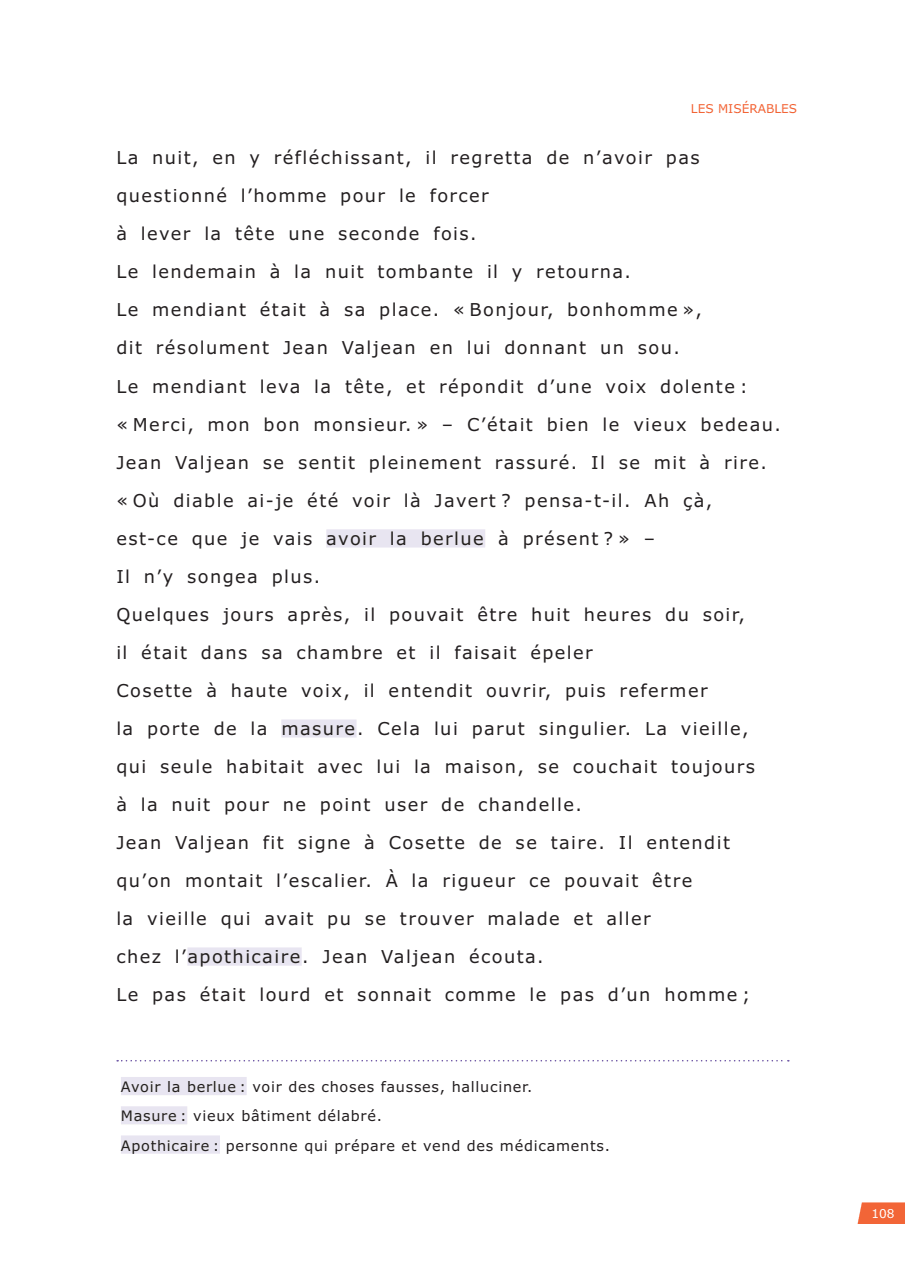 LES MISÉRABLES
La nuit, en y réfléchissant, il regretta de n’avoir pas
questionné l’homme pour le forcer
à lever la tête une seconde fois.
Le lendemain à la nuit tombante il y retourna.
Le mendiant était à sa place. « Bonjour, bonhomme »,
dit résolument Jean Valjean en lui donnant un sou.
Le mendiant leva la tête, et répondit d’une voix dolente :
« Merci, mon bon monsieur. » – C’était bien le vieux bedeau.
Jean Valjean se sentit pleinement rassuré. Il se mit à rire.
« Où diable ai-je été voir là Javert ? pensa-t-il. Ah çà,
est-ce que je vais avoir la berlue à présent ? » –
Il n’y songea plus.
Quelques jours après, il pouvait être huit heures du soir,
il était dans sa chambre et il faisait épeler
Cosette à haute voix, il entendit ouvrir, puis refermer
la porte de la masure. Cela lui parut singulier. La vieille,
qui seule habitait avec lui la maison, se couchait toujours
à la nuit pour ne point user de chandelle.
Jean Valjean fit signe à Cosette de se taire. Il entendit
qu’on montait l’escalier. À la rigueur ce pouvait être
la vieille qui avait pu se trouver malade et aller
chez l’apothicaire. Jean Valjean écouta.
Le pas était lourd et sonnait comme le pas d’un homme ;
Avoir la berlue : voir des choses fausses, halluciner.
Masure : vieux bâtiment délabré.
Apothicaire : personne qui prépare et vend des médicaments.
108